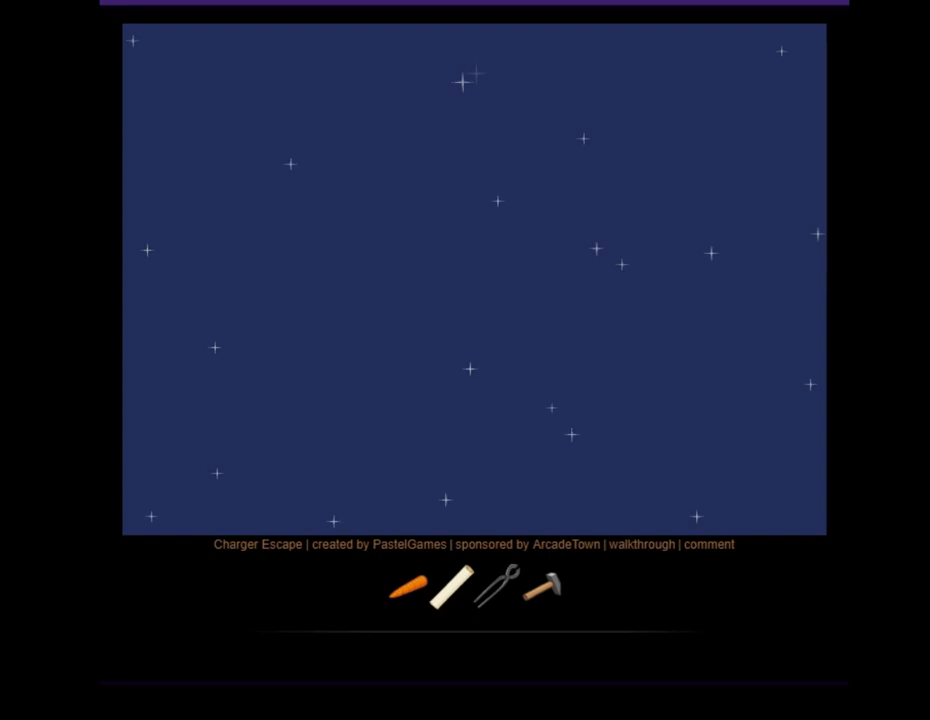 Charger Escape | created by PastelGames | sponsored by ArcadeTown | walkthrough | comment